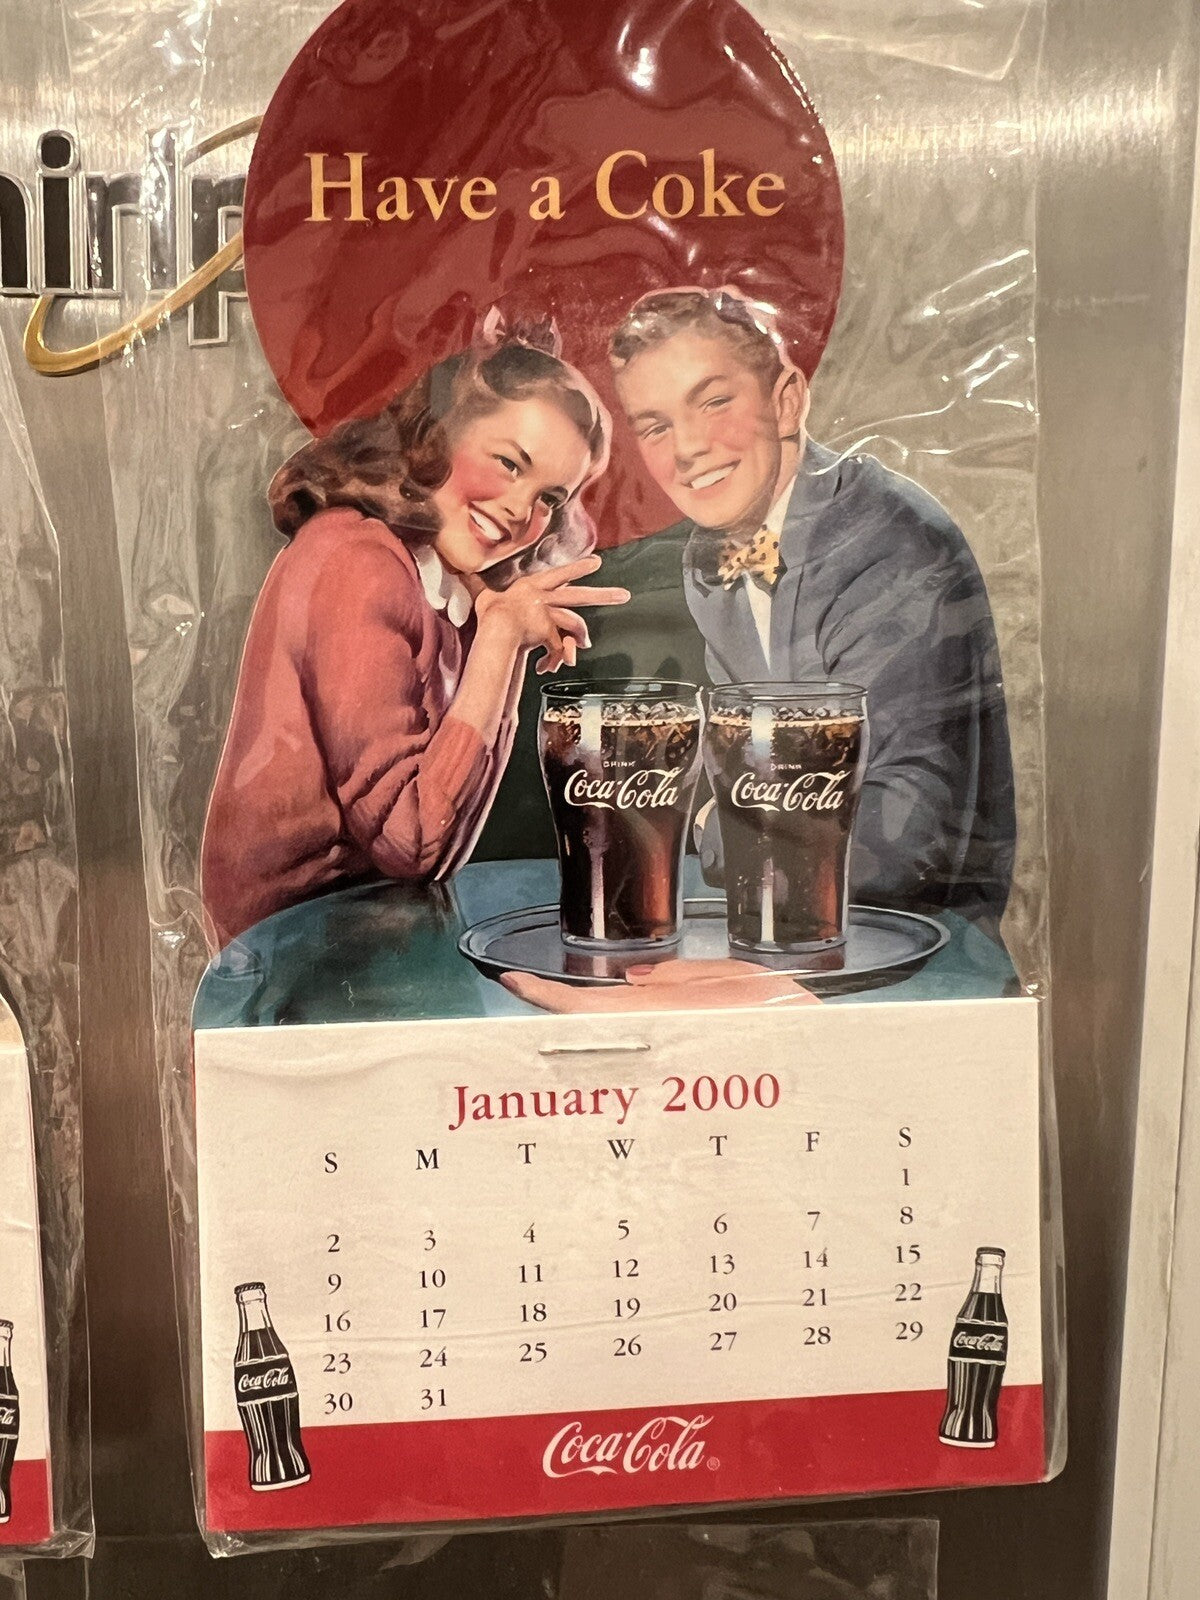 Have a Coke
DRINK
Coca-Cola
DRINK
Coca-Cola
January 2000
S M T W T F S
1
2 3 4 5 6 7 8
9 10 11 12 13 14 15
16 17 18 19 20 21 22
23 24 25 26 27 28 29
30 31
Coca-Cola
Coca-Cola
Coca-Cola®